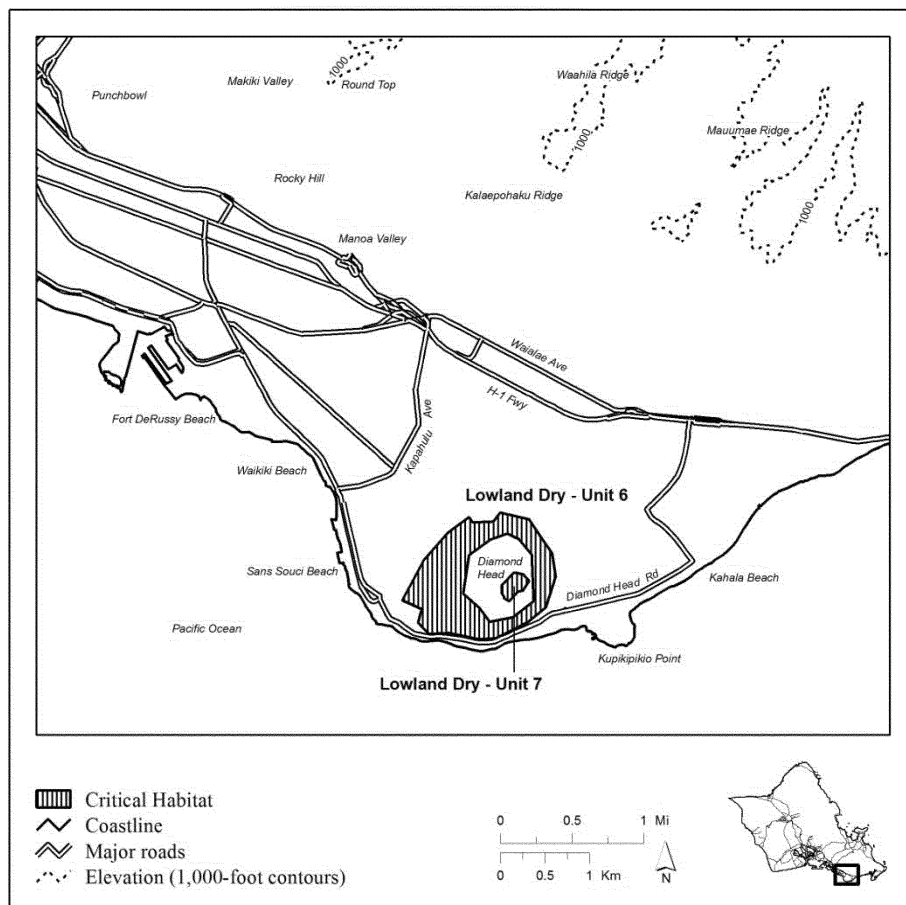 1000
Makiki Valley
Round Top
Waahila Ridge
Punchbowl
1000
Mauumae Ridge
Rocky Hill
Kalaepohaku Ridge
1000
Manoa Valley
Waialae Ave
H-1 Fwy
Fort DeRussy Beach
Kapahulu Ave
Waikiki Beach
Lowland Dry - Unit 6
Diamond
Head
Sans Souci Beach
Diamond Head Rd
Kahala Beach
Pacific Ocean
Kupikipikio Point
Lowland Dry - Unit 7
Critical Habitat
Coastline
Major roads
Elevation (1,000-foot contours)
0 0.5 1 Mi
0 0.5 1 Km
N